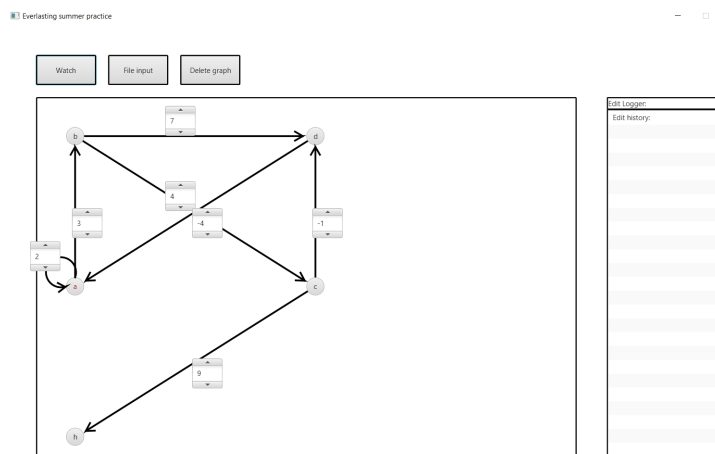 Everlasting summer practice
Watch
File input
Delete graph
Edit Logger:
Edit history:
7
b
d
4
3
-4
-1
2
a
c
9
h